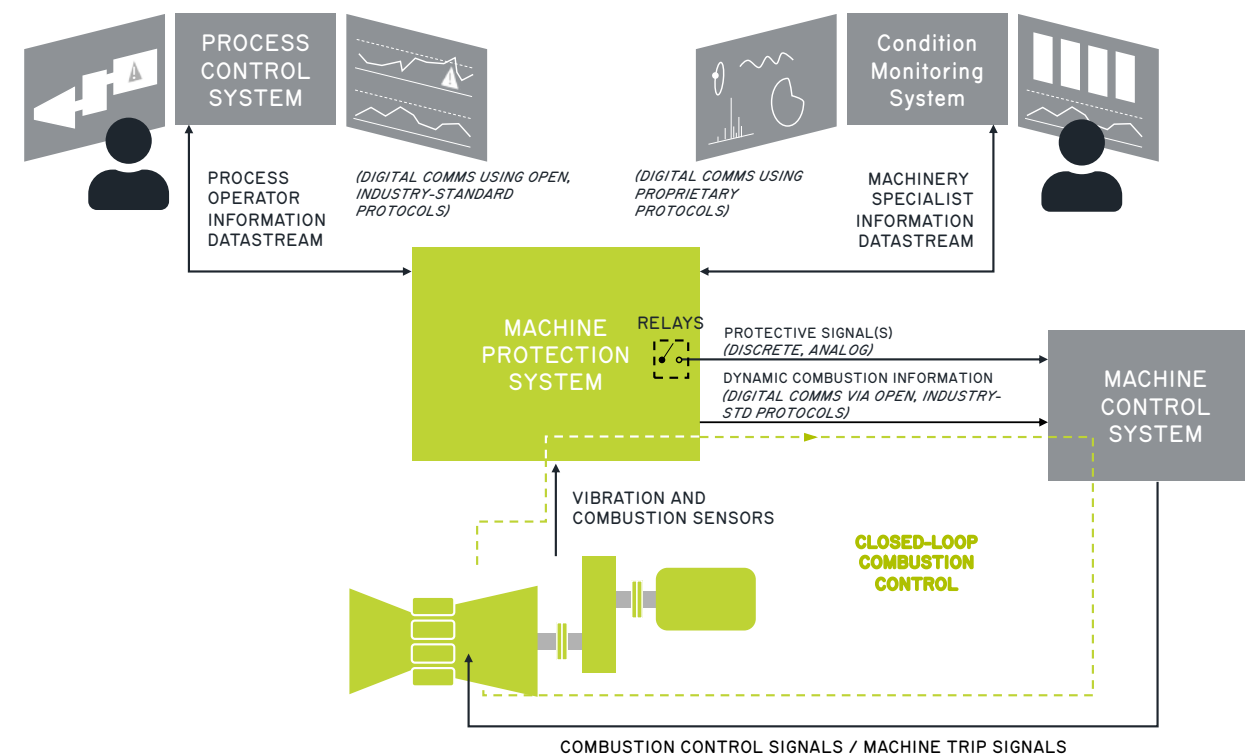 PROCESS
CONTROL
SYSTEM
Condition
Monitoring
System
PROCESS
OPERATOR
INFORMATION
DATASTREAM
(DIGITAL COMMS USING OPEN,
INDUSTRY-STANDARD
PROTOCOLS)
(DIGITAL COMMS USING
PROPRIETARY
PROTOCOLS)
MACHINERY
SPECIALIST
INFORMATION
DATASTREAM
MACHINE
PROTECTION
SYSTEM
RELAYS
PROTECTIVE SIGNAL(S)
(DISCRETE, ANALOG)
DYNAMIC COMBUSTION INFORMATION
(DIGITAL COMMS VIA OPEN, INDUSTRY-
STD PROTOCOLS)
MACHINE
CONTROL
SYSTEM
VIBRATION AND
COMBUSTION SENSORS
CLOSED-LOOP
COMBUSTION
CONTROL
COMBUSTION CONTROL SIGNALS / MACHINE TRIP SIGNALS